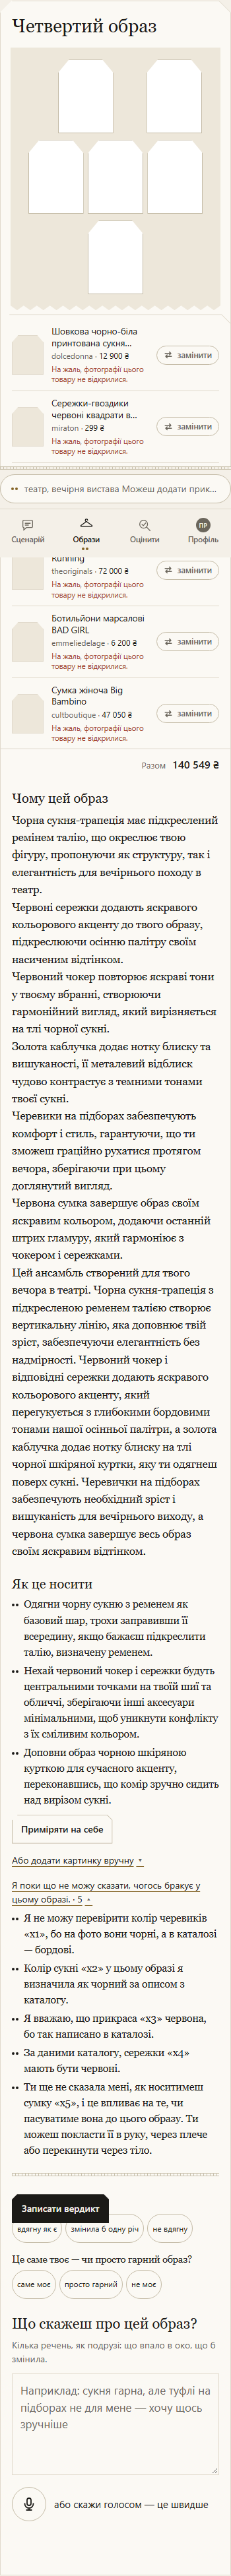 Четвертий образ
Шовкова чорно-біла
принтована сукня...
dolcedonna · 12 900 ₴
На жаль, фотографії цього
товару не відкрилися.
замінити
Сережки-гвоздики
червоні квадрати в...
miraton · 299 ₴
На жаль, фотографії цього
товару не відкрилися.
замінити
театр, вечірня вистава Можеш додати прик...
Сценарій
Образи
Оцінити
ПР
Профіль
Running
theoriginals · 72 000 ₴
На жаль, фотографії цього
товару не відкрилися.
замінити
Ботильйони марсалові
BAD GIRL
emmeliedelage · 6 200 ₴
На жаль, фотографії цього
товару не відкрилися.
замінити
Сумка жіноча Big
Bambino
cultboutique · 47 050 ₴
На жаль, фотографії цього
товару не відкрилися.
замінити
Разом 140 549 ₴
Чому цей образ
Чорна сукня-трапеція має підкреслений
ремінем талію, що окреслює твою
фігуру, пропонуючи як структуру, так і
елегантність для вечірнього походу в
театр.
Червоні сережки додають яскравого
кольорового акценту до твого образу,
підкреслюючи осінню палітру своїм
насиченим відтінком.
Червоний чокер повторює яскраві тони
у твоєму вбранні, створюючи
гармонійний вигляд, який вирізняється
на тлі чорної сукні.
Золота каблучка додає нотку блиску та
вишуканості, її металевий відблиск
чудово контрастує з темними тонами
твоєї сукні.
Черевики на підборах забезпечують
комфорт і стиль, гарантуючи, що ти
зможеш граційно рухатися протягом
вечора, зберігаючи при цьому
доглянутий вигляд.
Червона сумка завершує образ своїм
яскравим кольором, додаючи останній
штрих гламуру, який гармоніює з
чокером і сережками.
Цей ансамбль створений для твого
вечора в театрі. Чорна сукня-трапеція з
підкресленою ременем талією створює
вертикальну лінію, яка доповнює твій
зріст, забезпечуючи елегантність без
надмірності. Червоний чокер і
відповідні сережки додають яскравого
кольорового акценту, який
перегукується з глибокими бордовими
тонами нашої осінньої палітри, а золота
каблучка додає нотку блиску на тлі
чорної шкіряної куртки, яку ти одягнеш
поверх сукні. Черевички на підборах
забезпечують необхідний зріст і
вишуканість для вечірнього виходу, а
червона сумка завершує весь образ
своїм яскравим відтінком.
Як це носити
Одягни чорну сукню з ременем як
базовий шар, трохи заправивши її
всередину, якщо бажаєш підкреслити
талію, визначену ременем.
Нехай червоний чокер і сережки будуть
центральними точками на твоїй шиї та
обличчі, зберігаючи інші аксесуари
мінімальними, щоб уникнути конфлікту
з їх сміливим кольором.
Доповни образ чорною шкіряною
курткою для сучасного акценту,
переконавшись, що комір зручно сидить
над вирізом сукні.
Приміряти на себе
Або додати картинку вручну
Я поки що не можу сказати, чогось бракує у
цьому образі. · 5
Я не можу перевірити колір черевиків
«x1», бо на фото вони чорні, а в каталозі
— бордові.
Колір сукні «x2» у цьому образі я
визначила як чорний за описом з
каталогу.
Я вважаю, що прикраса «x3» червона,
бо так написано в каталозі.
За даними каталогу, сережки «x4»
мають бути червоні.
Ти ще не сказала мені, як носитимеш
сумку «x5», і це впливає на те, чи
пасуватиме вона до цього образу. Ти
можеш покласти її в руку, через плече
або перекинути через тіло.
Записати вердикт
вдягну як є
змінила б одну річ
не вдягну
Це саме твоє — чи просто гарний образ?
саме моє
просто гарний
не моє
Що скажеш про цей образ?
Кілька речень, як подрузі: що впало в око, що б
змінила.
Наприклад: сукня гарна, але туфлі на
підборах не для мене — хочу щось
зручніше
або скажи голосом — це швидше